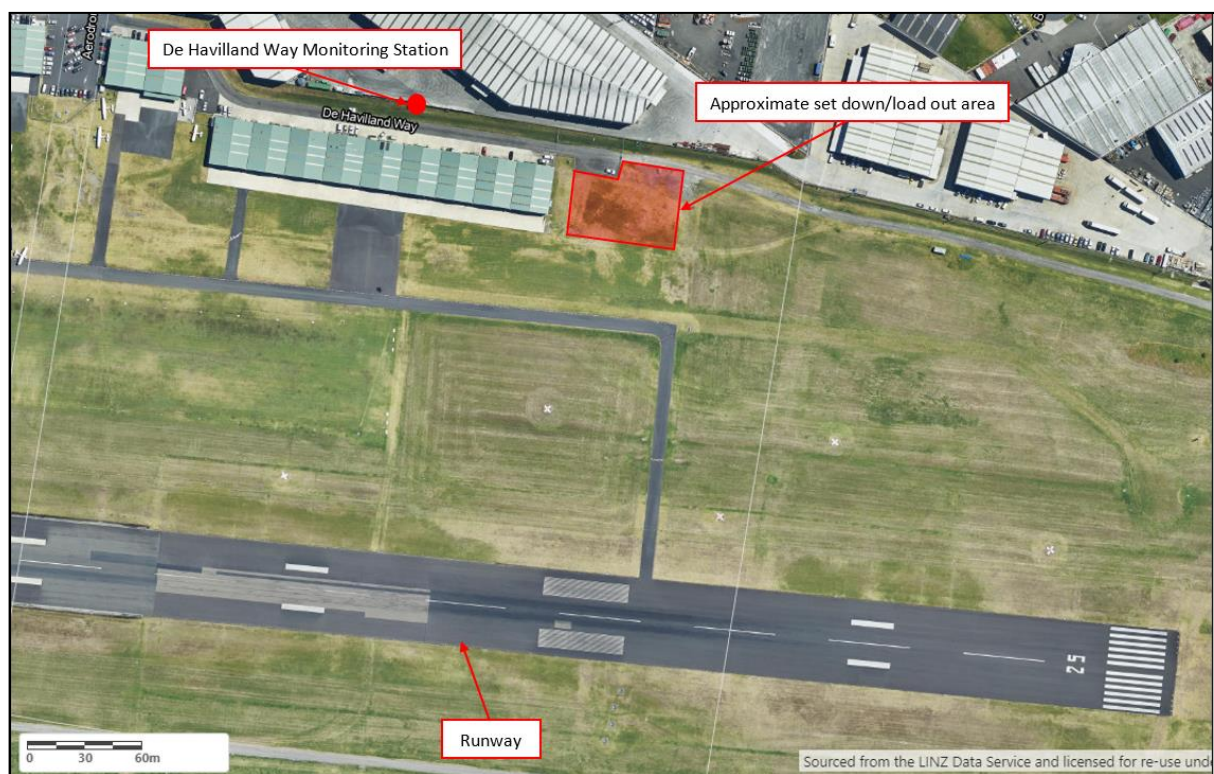 Aerodro
De Havilland Way Monitoring Station
Approximate set down/load out area
De Havilland Way
25
Runway
0 30 60m
Sourced from the LINZ Data Service and licensed for re-use und